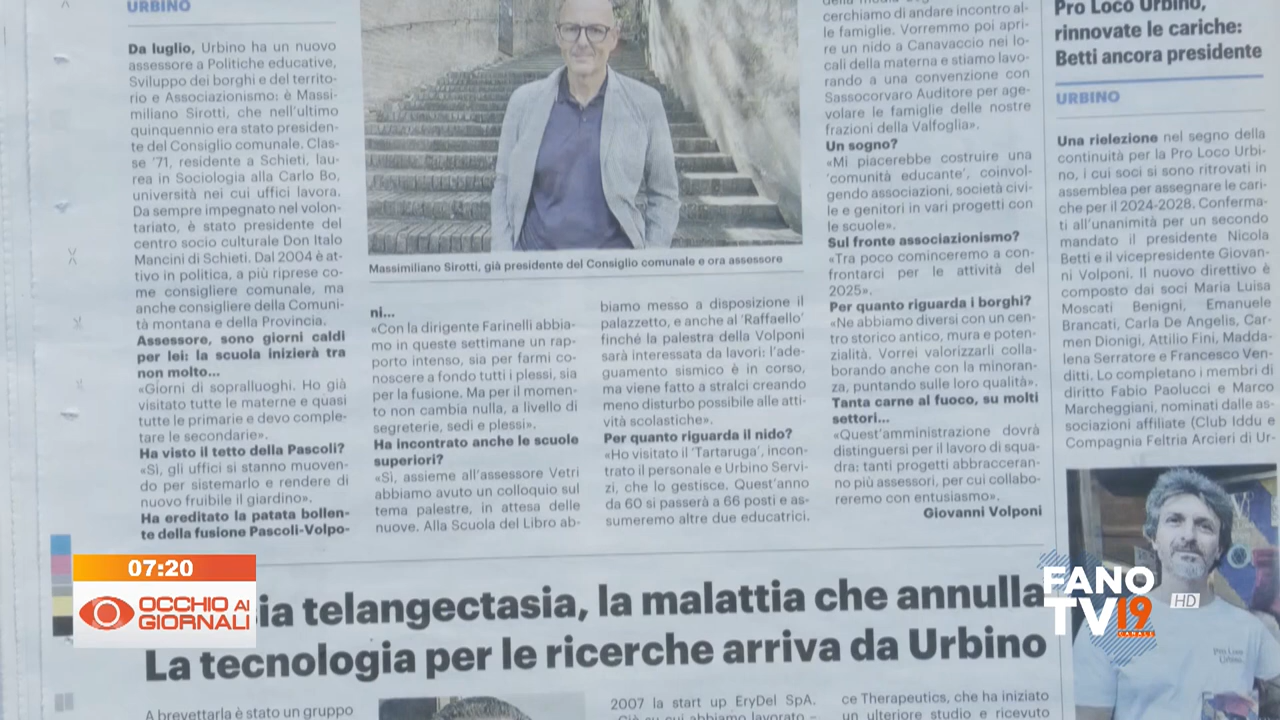 URBINO
Da luglio, Urbino ha un nuovo
assessore a Politiche educative,
Sviluppo dei borghi e del territo-
rio e Associazionismo: è Massi-
miliano Sirotti, che nell'ultimo
quinquennio era stato presiden-
te del Consiglio comunale. Clas-
se '71, residente a Schieti, lau-
rea in Sociologia alla Carlo Bo,
università nei cui uffici lavora.
Da sempre impegnato nel volon-
tariato, è stato presidente del
centro socio culturale Don Italo
Mancini di Schieti. Dal 2004 è at-
tivo in politica, a più riprese co-
me consigliere comunale, ma
anche consigliere della Comuni-
tà montana e della Provincia.
Assessore, sono giorni caldi
per lei: la scuola inizierà tra
non molto...
«Giorni di sopralluoghi. Ho già
visitato tutte le materne e quasi
tutte le primarie e devo comple-
tare le secondarie».
Ha visto il tetto della Pascoli?
«Sì, gli uffici si stanno muoven-
do per sistemarlo e rendere di
nuovo fruibile il giardino».
Ha ereditato la patata bollen-
te della fusione Pascoli-Volpo-
Massimiliano Sirotti, già presidente del Consiglio comunale e ora assessore
ni...
«Con la dirigente Farinelli abbia-
mo in queste settimane un rap-
porto intenso, sia per farmi co-
noscere a fondo tutti i plessi, sia
per la fusione. Ma per il momen-
to non cambia nulla, a livello di
segreterie, sedi e plessi».
Ha incontrato anche le scuole
superiori?
«Sì, assieme all'assessore Vetri
abbiamo avuto un colloquio sul
tema palestre, in attesa delle
nuove. Alla Scuola del Libro ab-
biamo messo a disposizione il
palazzetto, e anche al 'Raffaello'
finché la palestra della Volponi
sarà interessata da lavori: l'ade-
guamento sismico è in corso,
ma viene fatto a stralci creando
meno disturbo possibile alle atti-
vità scolastiche».
Per quanto riguarda il nido?
«Ho visitato il 'Tartaruga', incon-
trato il personale e Urbino Servi-
zi, che lo gestisce. Quest'anno
da 60 si passerà a 66 posti e as-
sumeremo altre due educatrici.
cerchiamo di andare incontro al-
le famiglie. Vorremmo poi apri-
re un nido a Canavaccio nei lo-
cali della materna e stiamo lavo-
rando a una convenzione con
Sassocorvaro Auditore per age-
volare le famiglie delle nostre
frazioni della Valfoglia».
Un sogno?
«Mi piacerebbe costruire una
'comunità educante', coinvol-
gendo associazioni, società civi-
le e genitori in vari progetti con
le scuole».
Sul fronte associazionismo?
«Tra poco cominceremo a con-
frontarci per le attività del
2025».
Per quanto riguarda i borghi?
«Ne abbiamo diversi con un cen-
tro storico antico, mura e poten-
zialità. Vorrei valorizzarli colla-
borando anche con la minoran-
za, puntando sulle loro qualità».
Tanta carne al fuoco, su molti
settori...
«Quest'amministrazione dovrà
distinguersi per il lavoro di squa-
dra: tanti progetti abbracceran-
no più assessori, per cui collabo-
reremo con entusiasmo».
Giovanni Volponi
Pro Loco Urbino,
rinnovate le cariche:
Betti ancora presidente
URBINO
Una rielezione nel segno della
continuità per la Pro Loco Urbi-
no, i cui soci si sono ritrovati in
assemblea per assegnare le cari-
che per il 2024-2028. Conferma-
ti all'unanimità per un secondo
mandato il presidente Nicola
Betti e il vicepresidente Giovan-
ni Volponi. Il nuovo direttivo è
composto dai soci Maria Luisa
Moscati Benigni, Emanuele
Brancati, Carla De Angelis, Car-
men Dionigi, Attilio Fini, Madda-
lena Serratore e Francesco Ven-
ditti. Lo completano i membri di
diritto Fabio Paolucci e Marco
Marcheggiani, nominati dalle as-
sociazioni affiliate (Club Iddu e
Compagnia Feltria Arcieri di Ur-
Pro Loco
Urbino
telangectasia, la malattia che annulla
La tecnologia per le ricerche arriva da Urbino
A brevettarla è stato un gruppo
2007 la start up EryDel SpA.
ce Therapeutics, che ha iniziato
un ulteriore studio e ricevuto
07:20
OCCHIO AI
GIORNALI
FANO
TV19
CANALE
HD